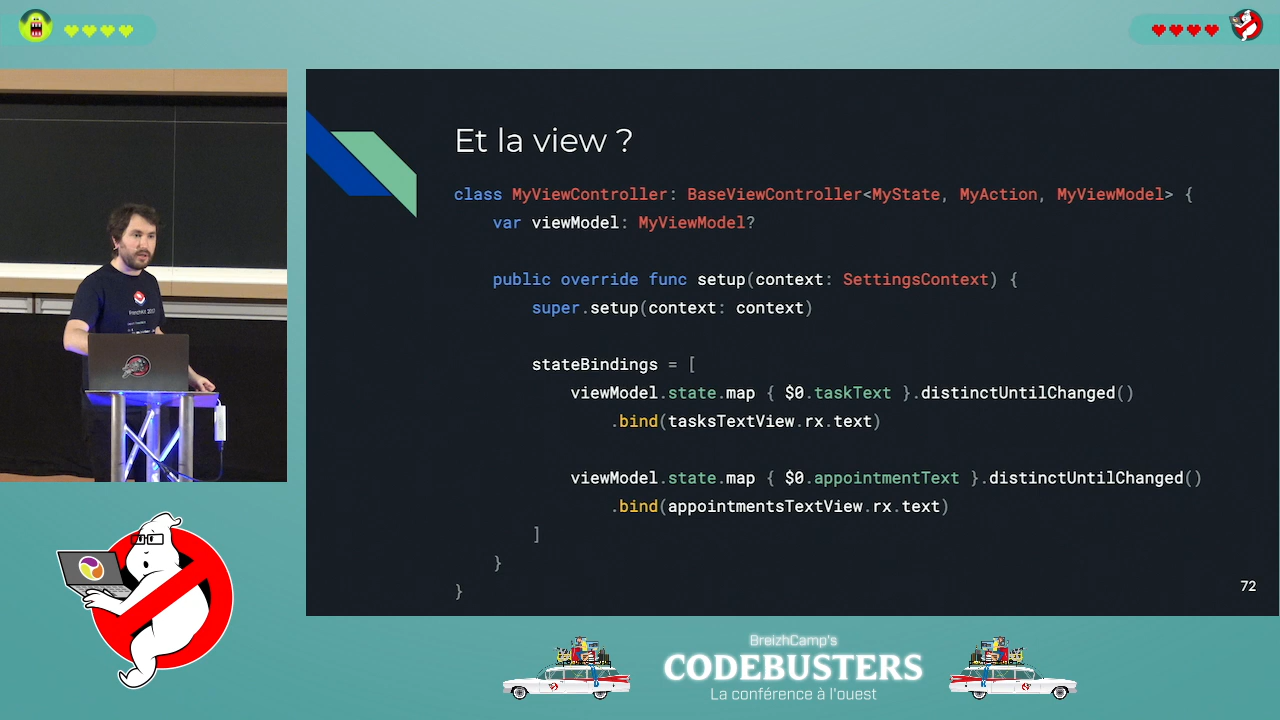 Et la view ?
class MyViewController: BaseViewController<MyState, MyAction, MyViewModel> {
var viewModel: MyViewModel?
public override func setup(context: SettingsContext) {
super.setup(context: context)
stateBindings = [
viewModel.state.map { $0.taskText }.distinctUntilChanged()
.bind(tasksTextView.rx.text)
viewModel.state.map { $0.appointmentText }.distinctUntilChanged()
.bind(appointmentsTextView.rx.text)
]
}
}
72
BreizhCamp's
CODEBUSTERS
La conférence à l'ouest